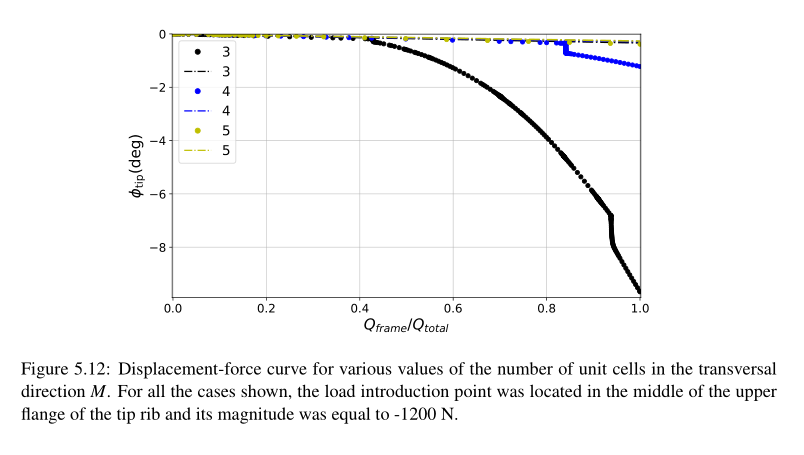 0
−2
−4
−6
−8
ϕtip(deg)
3
3
4
4
5
5
0.0 0.2 0.4 0.6 0.8 1.0
Qframe/Qtotal
Figure 5.12: Displacement-force curve for various values of the number of unit cells in the transversal
direction M. For all the cases shown, the load introduction point was located in the middle of the upper
flange of the tip rib and its magnitude was equal to -1200 N.